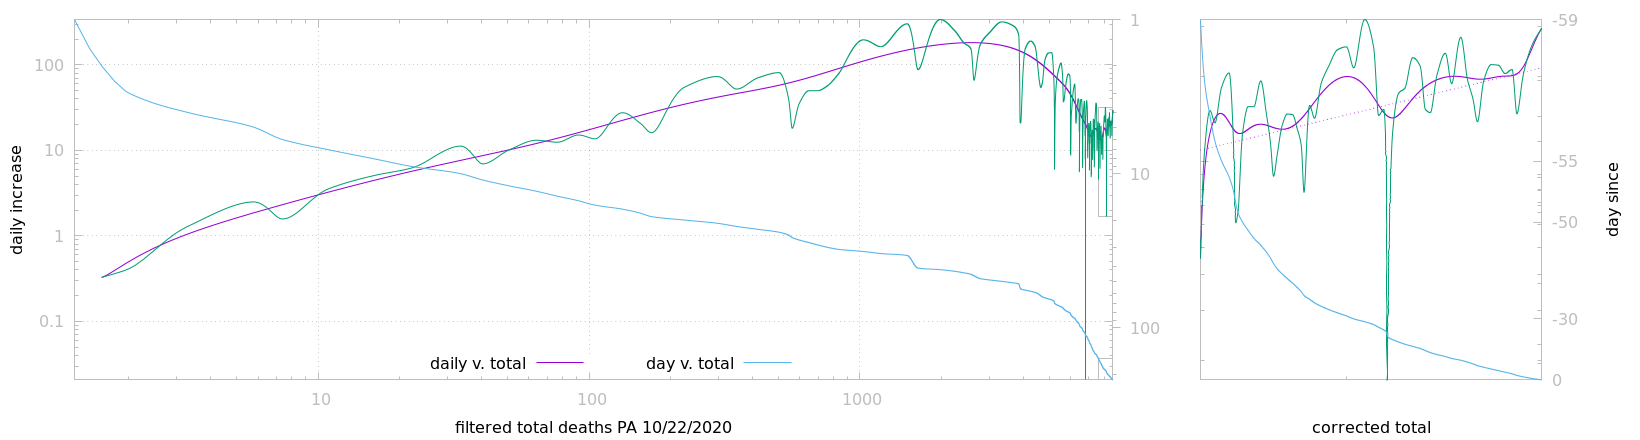 daily increase
100
10
1
0.1
10
100
1000
1
10
100
daily v. total
day v. total
filtered total deaths PA 10/22/2020
-59
-55
-50
-30
0
day since
corrected total